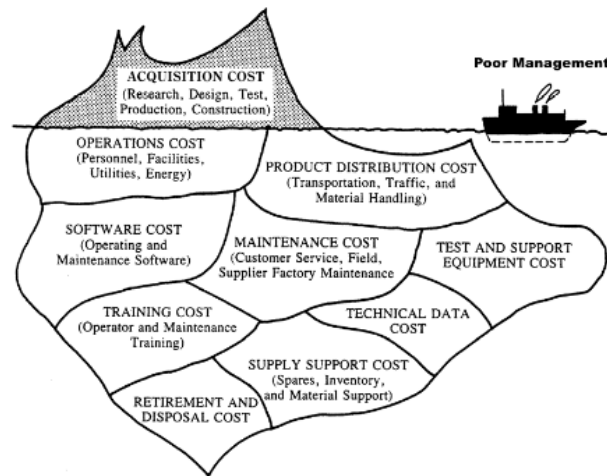 Poor Management
ACQUISITION COST
(Research, Design, Test,
Production, Construction)
OPERATIONS COST
(Personnel, Facilities,
Utilities, Energy)
PRODUCT DISTRIBUTION COST
(Transportation, Traffic, and
Material Handling)
SOFTWARE COST
(Operating and
Maintenance Software)
MAINTENANCE COST
(Customer Service, Field,
Supplier Factory Maintenance
TEST AND SUPPORT
EQUIPMENT COST
TRAINING COST
(Operator and Maintenance
Training)
TECHNICAL DATA
COST
SUPPLY SUPPORT COST
(Spares, Inventory,
and Material Support)
RETIREMENT AND
DISPOSAL COST